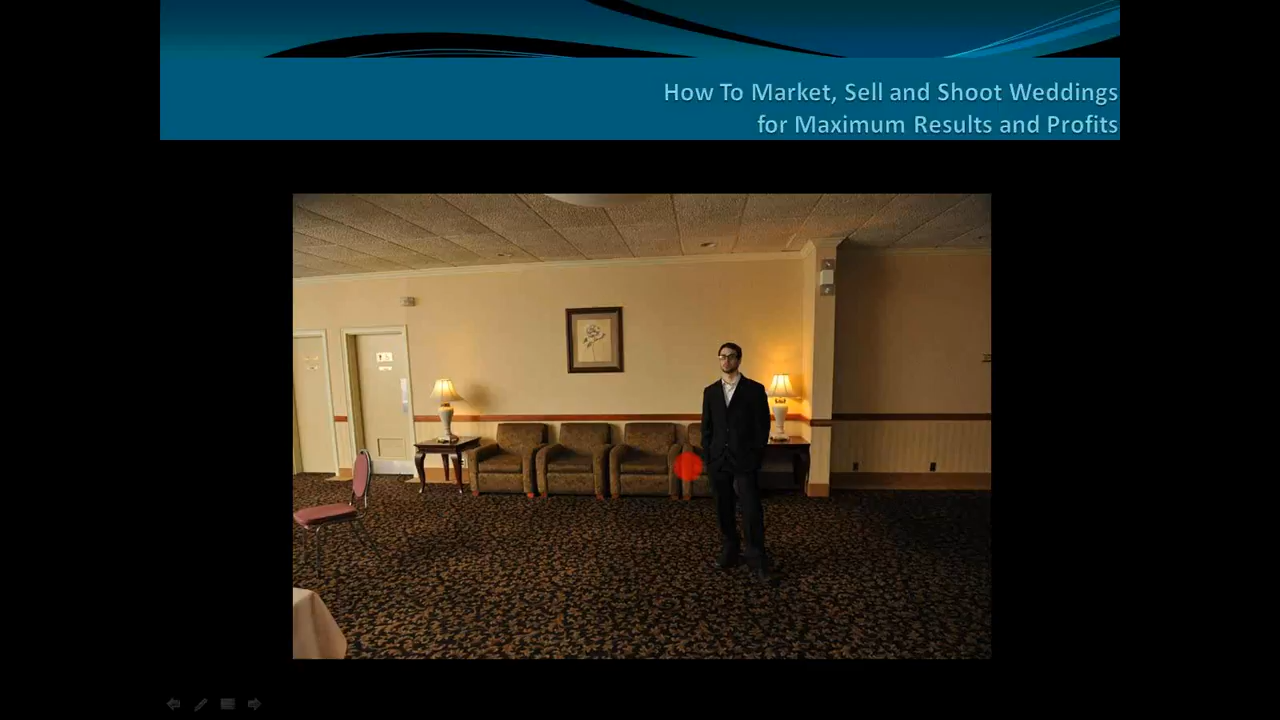 How To Market, Sell and Shoot Weddings
for Maximum Results and Profits